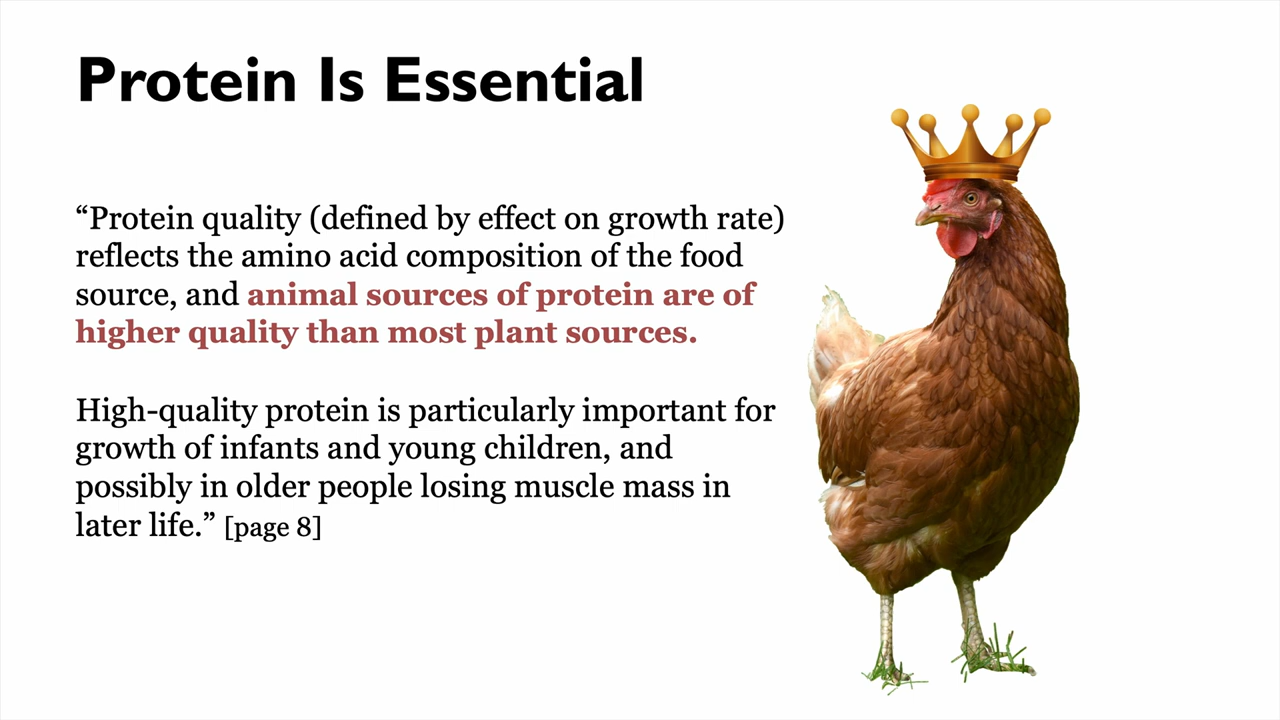 Protein Is Essential
“Protein quality (defined by effect on growth rate)
reflects the amino acid composition of the food
source, and animal sources of protein are of
higher quality than most plant sources.
High-quality protein is particularly important for
growth of infants and young children, and
possibly in older people losing muscle mass in
later life.” [page 8]